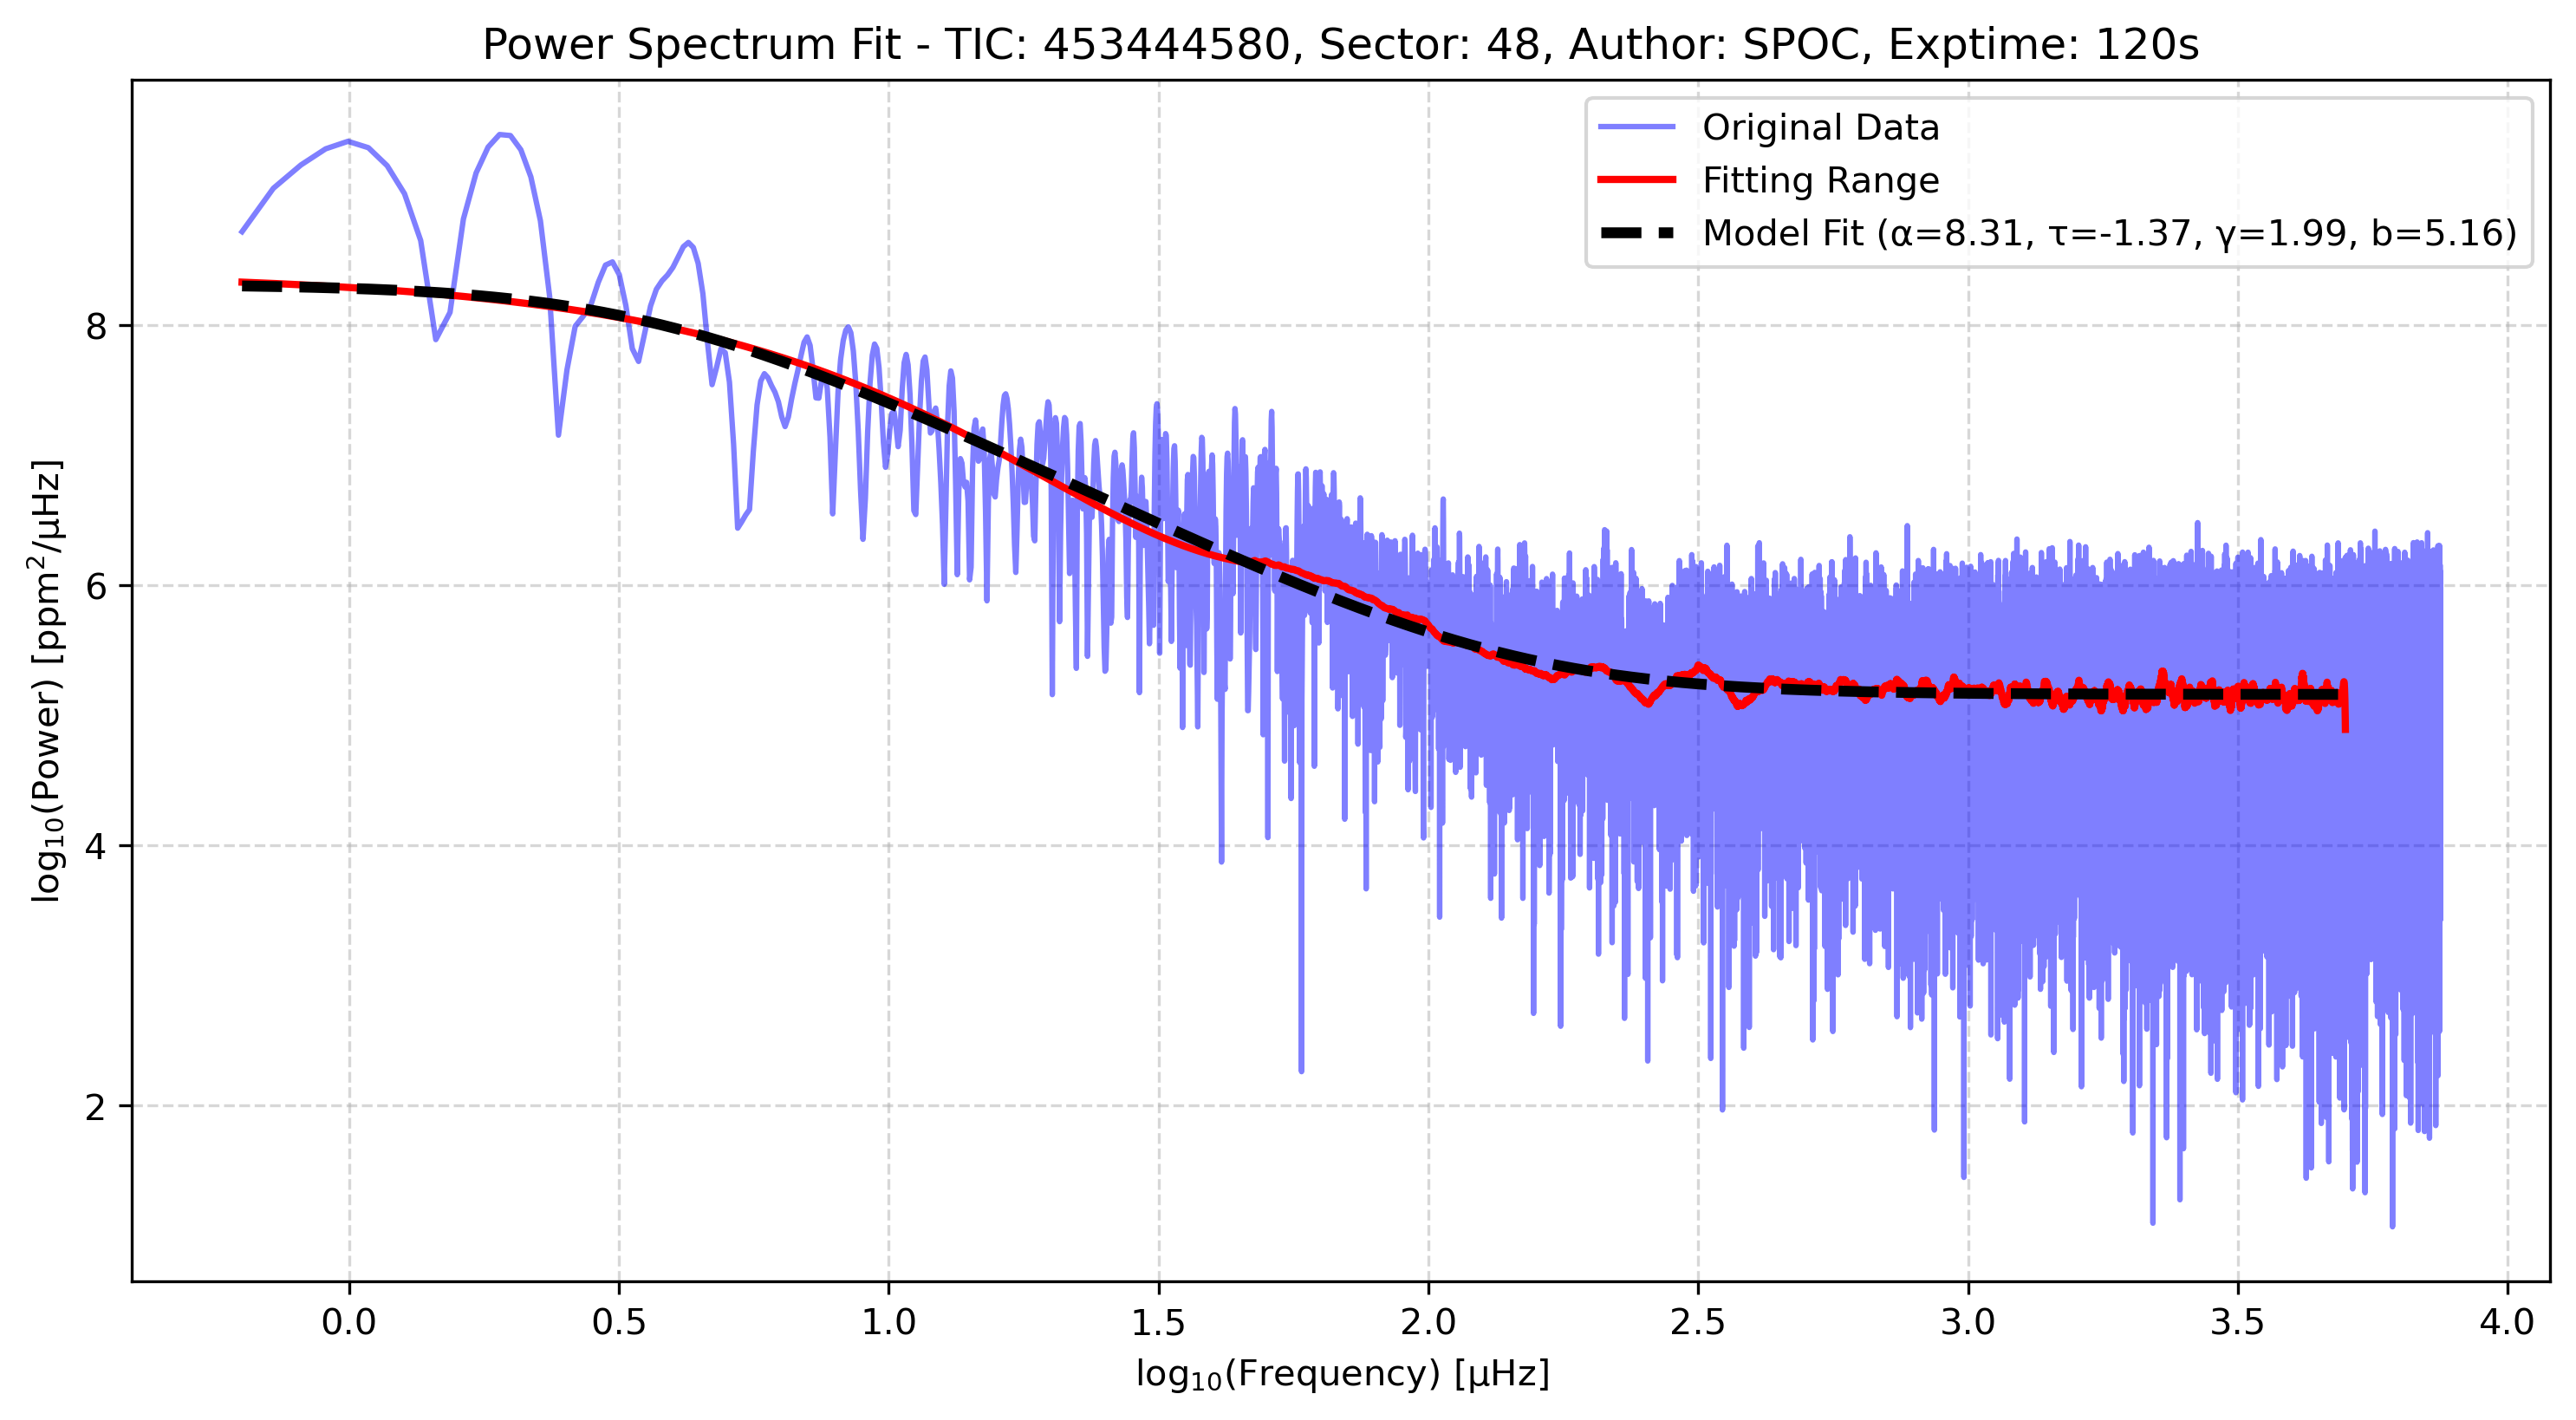 Power Spectrum Fit - TIC: 453444580, Sector: 48, Author: SPOC, Exptime: 120s
Original Data
Fitting Range
Model Fit (α=8.31, τ=-1.37, γ=1.99, b=5.16)
log₁₀(Power) [ppm²/μHz]
8
6
4
2
0.0 0.5 1.0 1.5 2.0 2.5 3.0 3.5 4.0
log₁₀(Frequency) [μHz]